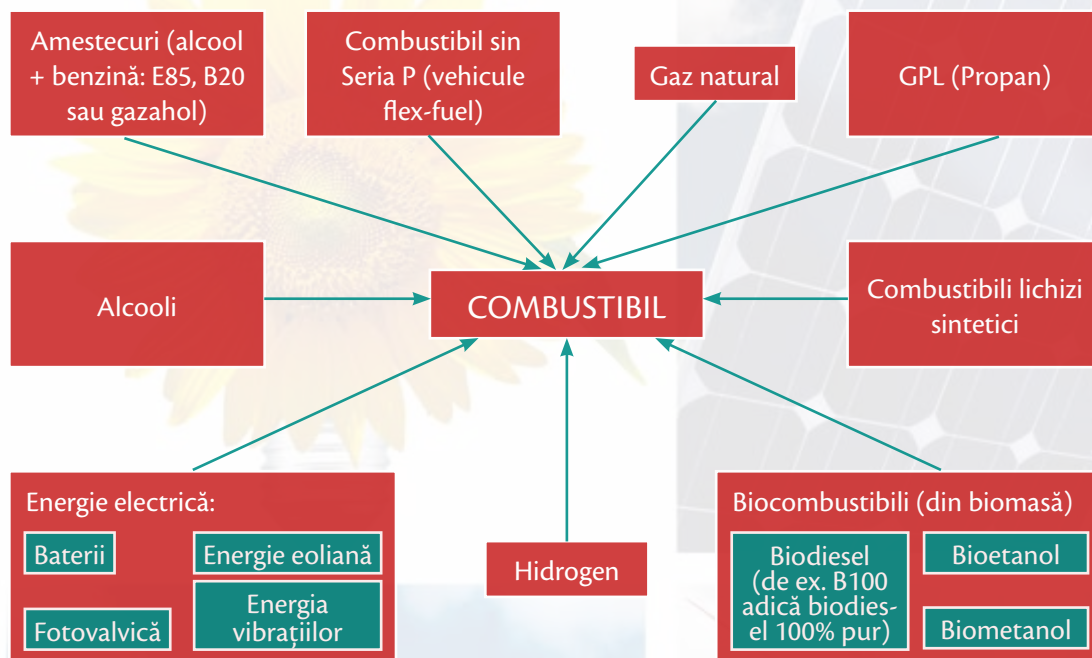 Amestecuri (alcool
+ benzină: E85, B20
sau gazahol)
Combustibil sin
Seria P (vehicule
flex-fuel)
Gaz natural
GPL (Propan)
Alcooli
COMBUSTIBIL
Combustibili lichizi
sintetici
Energie electrică:
Baterii
Energie eoliană
Fotovalvică
Energia
vibrațiilor
Hidrogen
Biocombustibili (din biomasă)
Biodiesel
(de ex. B100
adică biodies-
el 100% pur)
Bioetanol
Biometanol